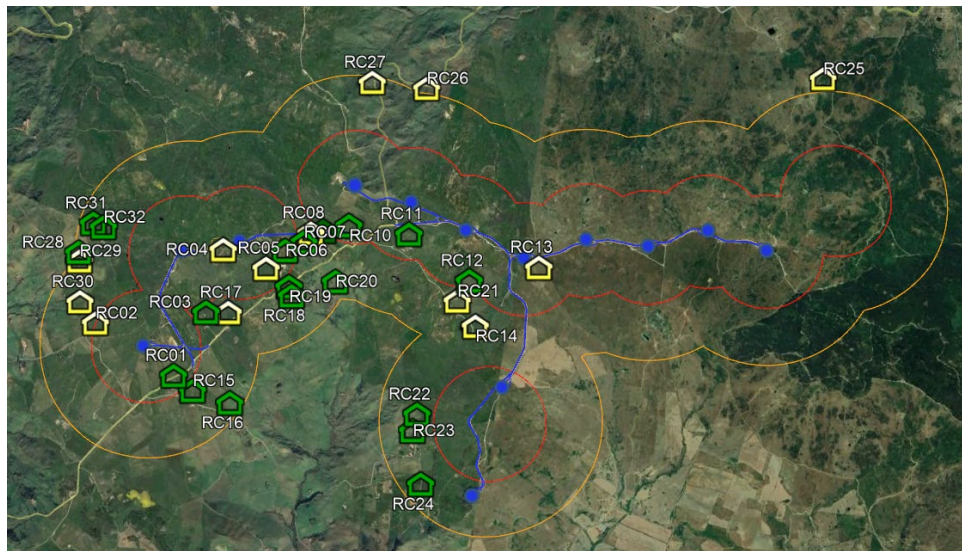 RC27
RC26
RC25
RC31
RC32
RC08
RC07
RC11
RC10
RC28
RC29
RC04
RC05
RC06
RC13
RC12
RC20
RC30
RC03
RC17
RC19
RC21
RC02
RC18
RC14
RC01
RC15
RC16
RC22
RC23
RC24